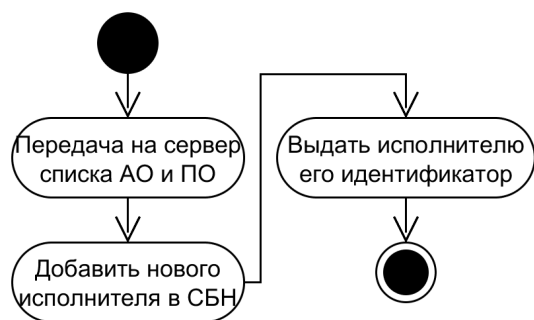 Передача на сервер
списка АО и ПО
Добавить нового
исполнителя в СБН
Выдать исполнителю
его идентификатор